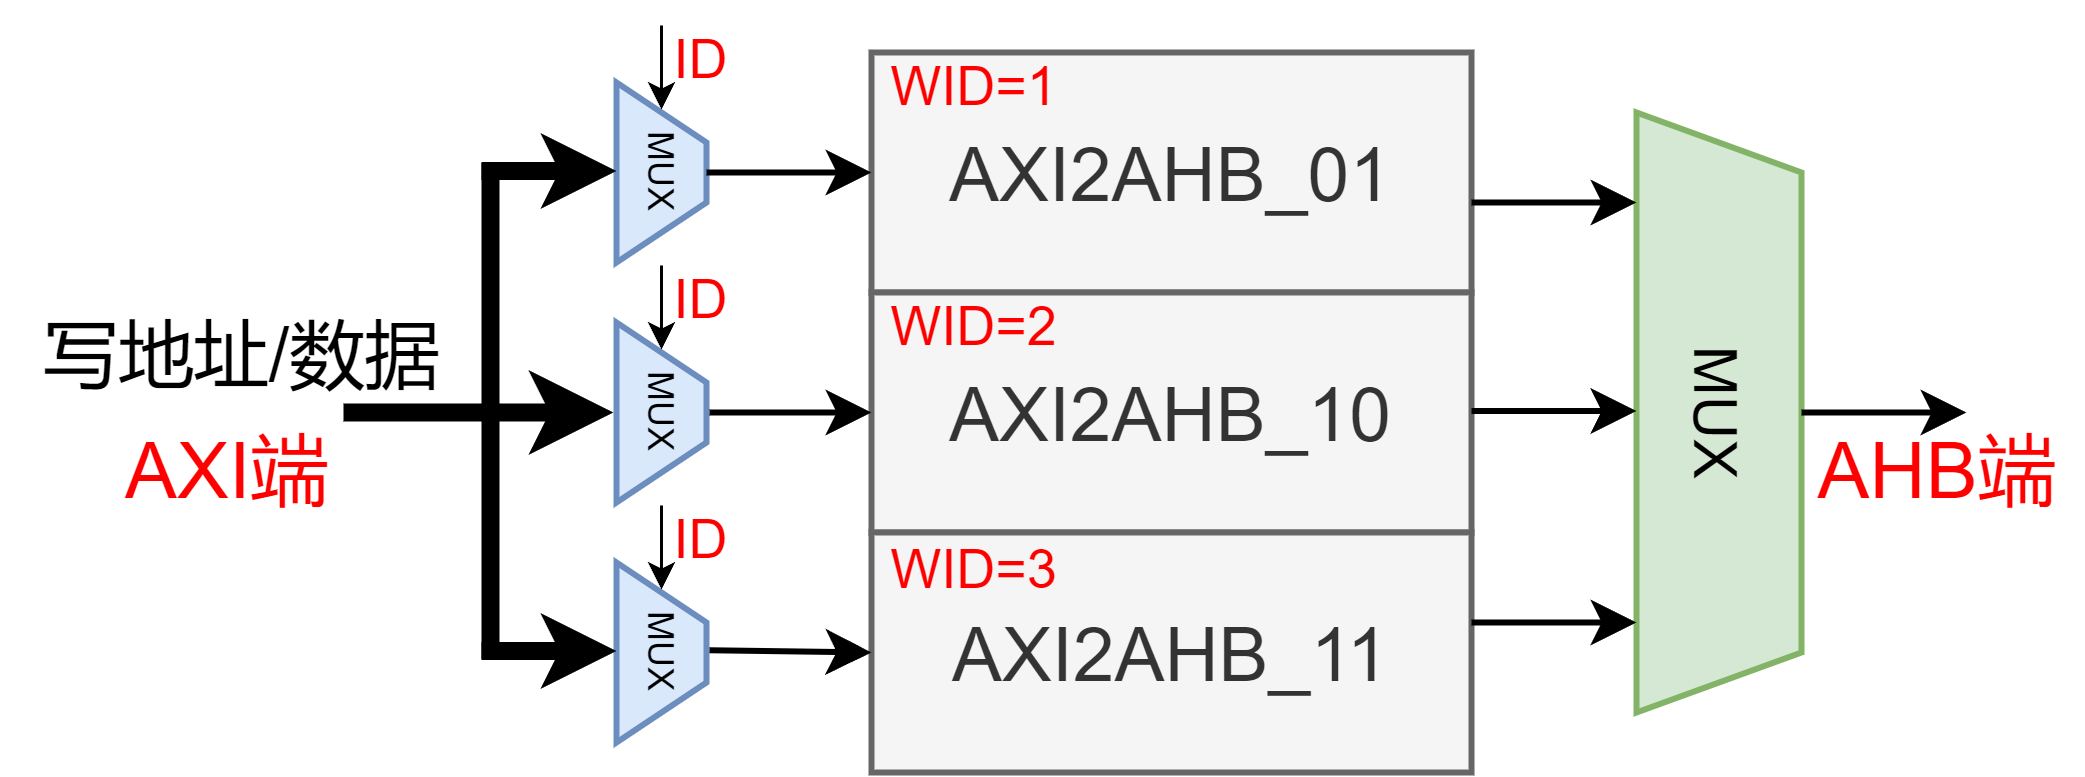 ID
MUX
WID=1
AXI2AHB_01
ID
MUX
WID=2
AXI2AHB_10
写地址/数据
AXI端
ID
MUX
WID=3
AXI2AHB_11
MUX
AHB端